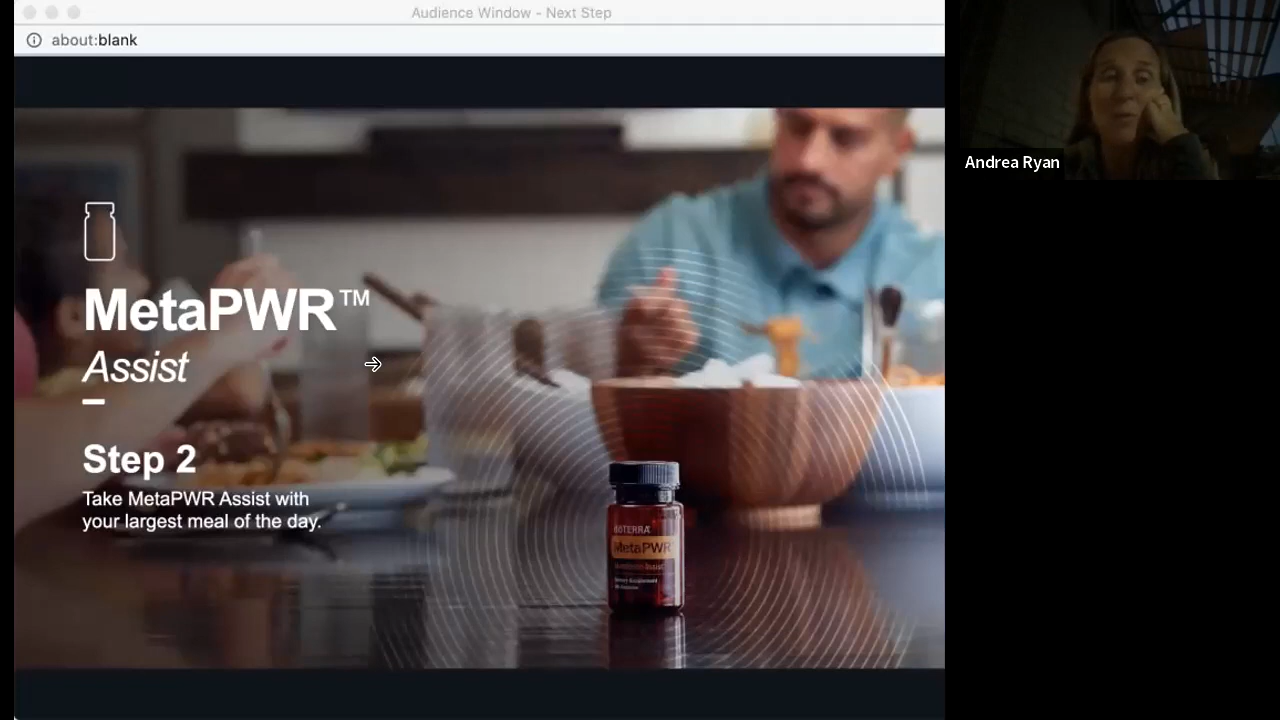 Audience Window - Next Step
about:blank
Andrea Ryan
MetaPWR™
Assist
Step 2
Take MetaPWR Assist with
your largest meal of the day.
dōTERRA
MetaPWR